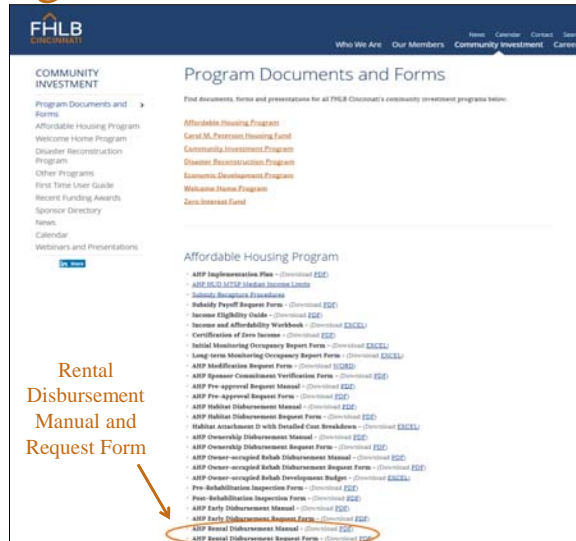 FHLB
CINCINNATI
News Calendar Contact Sear
Who We Are Our Members Community Investment Career
COMMUNITY
INVESTMENT
Program Documents and
Forms
Affordable Housing Program
Welcome Home Program
Disaster Reconstruction
Program
Other Programs
First Time User Guide
Recent Funding Awards
Sponsor Directory
News
Calendar
Webinars and Presentations
in Share
Program Documents and Forms
Find documents, forms and presentations for all FHLB Cincinnati's community investment programs below:
Affordable Housing Program
Carol M. Peterson Housing Fund
Community Investment Program
Disaster Reconstruction Program
Economic Development Program
Welcome Home Program
Zero Interest Fund
Affordable Housing Program
AHP Implementation Plan - (Download PDF)
AHP HUD MTSP Median Income Limits
Subsidy Recapture Procedures
Subsidy Payoff Request Form - (Download PDF)
Income Eligibility Guide - (Download PDF)
Income and Affordability Workbook - (Download EXCEL)
Certification of Zero Income - (Download PDF)
Initial Monitoring Occupancy Report Form - (Download EXCEL)
Long-term Monitoring Occupancy Report Form - (Download EXCEL)
AHP Modification Request Form - (Download WORD)
AHP Sponsor Commitment Verification Form - (Download PDF)
AHP Pre-approval Request Manual - (Download PDF)
AHP Pre-Approval Request Form - (Download PDF)
AHP Habitat Disbursement Manual - (Download PDF)
AHP Habitat Disbursement Request Form - (Download PDF)
Habitat Attachment D with Detailed Cost Breakdown - (Download EXCEL)
AHP Ownership Disbursement Manual - (Download PDF)
AHP Ownership Disbursement Request Form - (Download PDF)
AHP Owner-occupied Rehab Disbursement Manual - (Download PDF)
AHP Owner-occupied Rehab Disbursement Request Form - (Download PDF)
AHP Owner-occupied Rehab Development Budget - (Download EXCEL)
Pre-Rehabilitation Inspection Form - (Download PDF)
Post-Rehabilitation Inspection Form - (Download PDF)
AHP Early Disbursement Manual - (Download PDF)
AHP Early Disbursement Request Form - (Download PDF)
AHP Rental Disbursement Manual - (Download PDF)
AHP Rental Disbursement Request Form - (Download PDF)
Rental
Disbursement
Manual and
Request Form